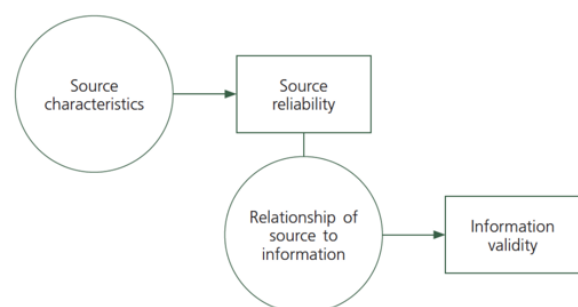 Source
characteristics
Source
reliability
Relationship of
source to
information
Information
validity